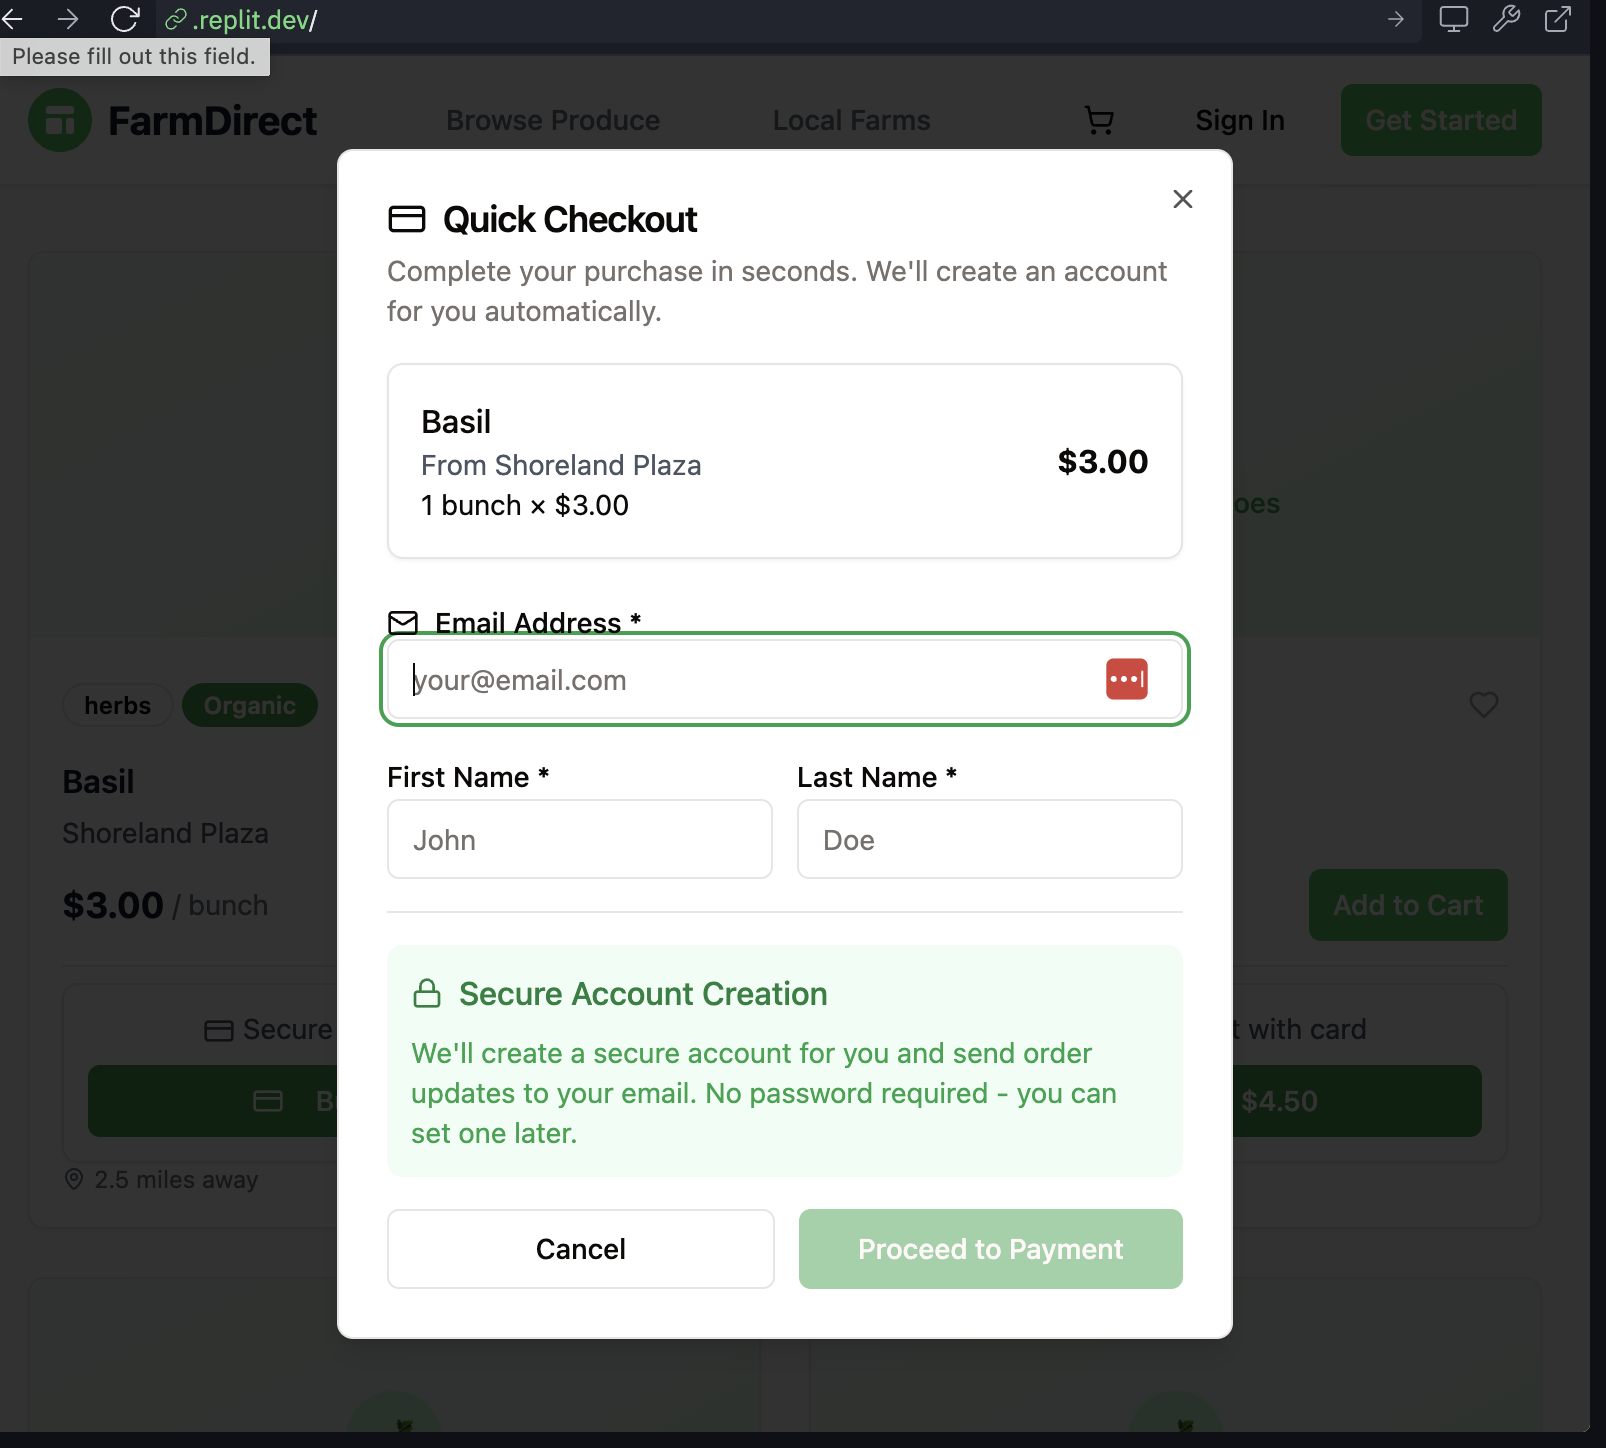 .replit.dev/
Please fill out this field.
FarmDirect
Browse Produce
Local Farms
Sign In
Get Started
Quick Checkout
Complete your purchase in seconds. We'll create an account
for you automatically.
Basil
From Shoreland Plaza
1 bunch × $3.00
$3.00
Email Address *
your@email.com
First Name *
Last Name *
John
Doe
Secure Account Creation
We'll create a secure account for you and send order
updates to your email. No password required - you can
set one later.
Cancel
Proceed to Payment
herbs
Organic
Basil
Shoreland Plaza
$3.00 / bunch
Secure
2.5 miles away
Add to Cart
with card
$4.50